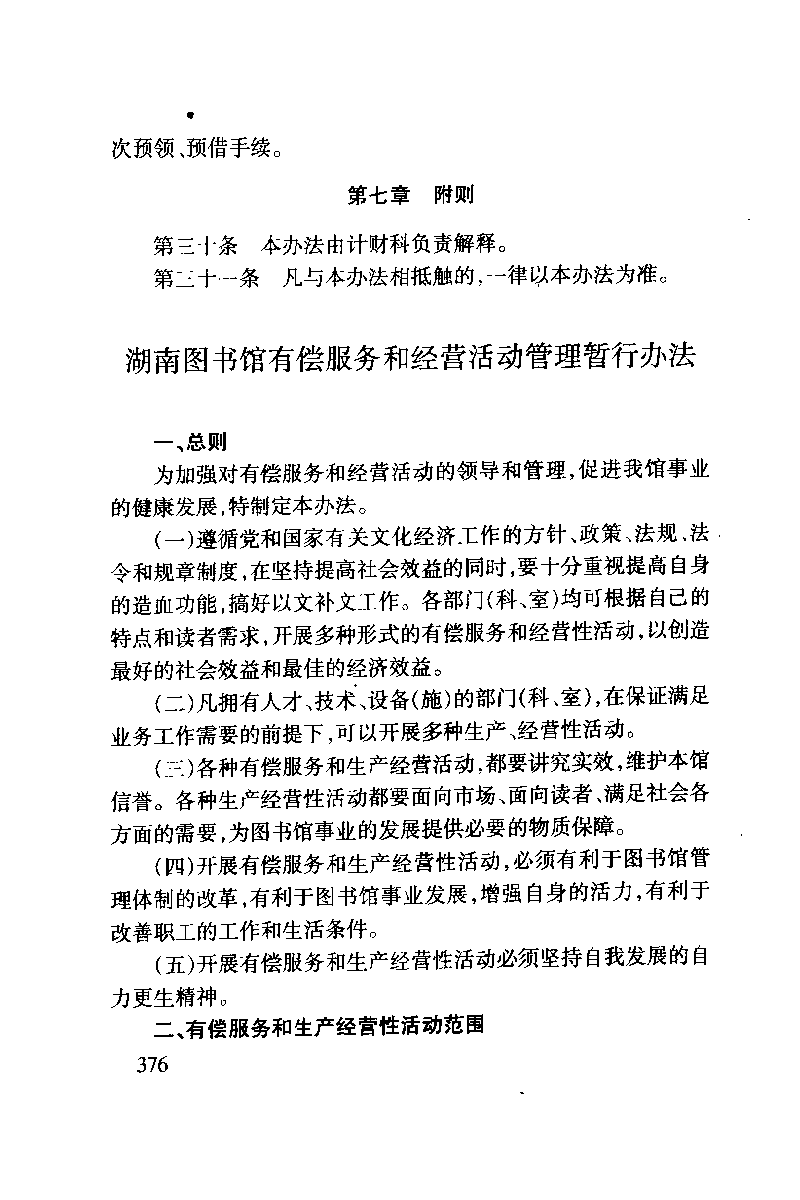 次预领、预借手续。
第七章　附则
第三十条　本办法由计财科负责解释。
第三十一条　凡与本办法相抵触的,一律以本办法为准。
湖南图书馆有偿服务和经营活动管理暂行办法
一、总则
为加强对有偿服务和经营活动的领导和管理,促进我馆事业
的健康发展,特制定本办法。
(一)遵循党和国家有关文化经济工作的方针、政策、法规、法
令和规章制度,在坚持提高社会效益的同时,要十分重视提高自身
的造血功能,搞好以文补文工作。各部门(科、室)均可根据自己的
特点和读者需求,开展多种形式的有偿服务和经营性活动,以创造
最好的社会效益和最佳的经济效益。
(二)凡拥有人才、技术、设备(施)的部门(科、室),在保证满足
业务工作需要的前提下,可以开展多种生产、经营性活动。
(三)各种有偿服务和生产经营活动,都要讲究实效,维护本馆
信誉。各种生产经营性活动都要面向市场、面向读者、满足社会各
方面的需要,为图书馆事业的发展提供必要的物质保障。
(四)开展有偿服务和生产经营性活动,必须有利于图书馆管
理体制的改革,有利于图书馆事业发展,增强自身的活力,有利于
改善职工的工作和生活条件。
(五)开展有偿服务和生产经营性活动必须坚持自我发展的自
力更生精神。
二、有偿服务和生产经营性活动范围
376